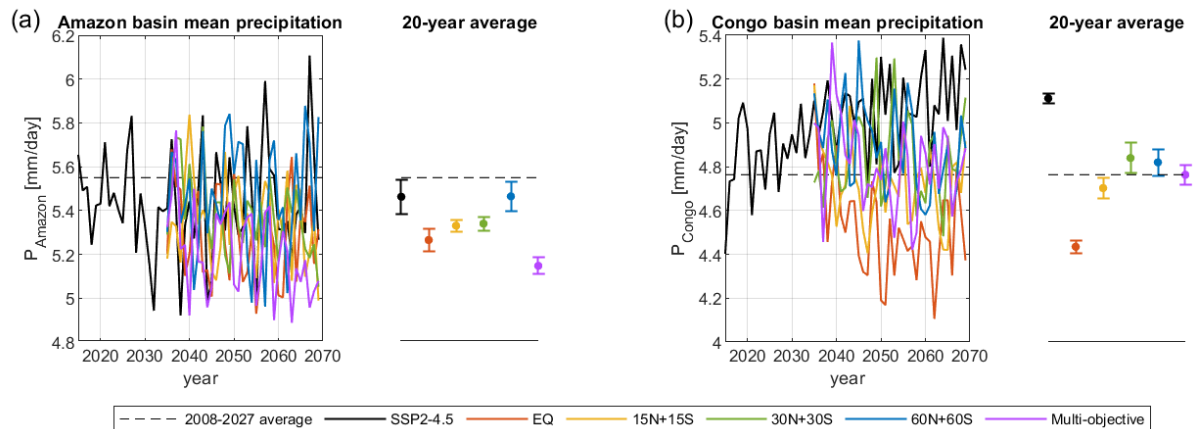 (a) Amazon basin mean precipitation
20-year average
6.2
6
5.8
5.6
5.4
5.2
5
4.8
P Amazon [mm/day]
2020 2030 2040 2050 2060 2070
year
(b) Congo basin mean precipitation
20-year average
5.4
5.2
5
4.8
4.6
4.4
4.2
4
P Congo [mm/day]
2020 2030 2040 2050 2060 2070
year
2008-2027 average SSP2-4.5 EQ 15N+15S 30N+30S 60N+60S Multi-objective